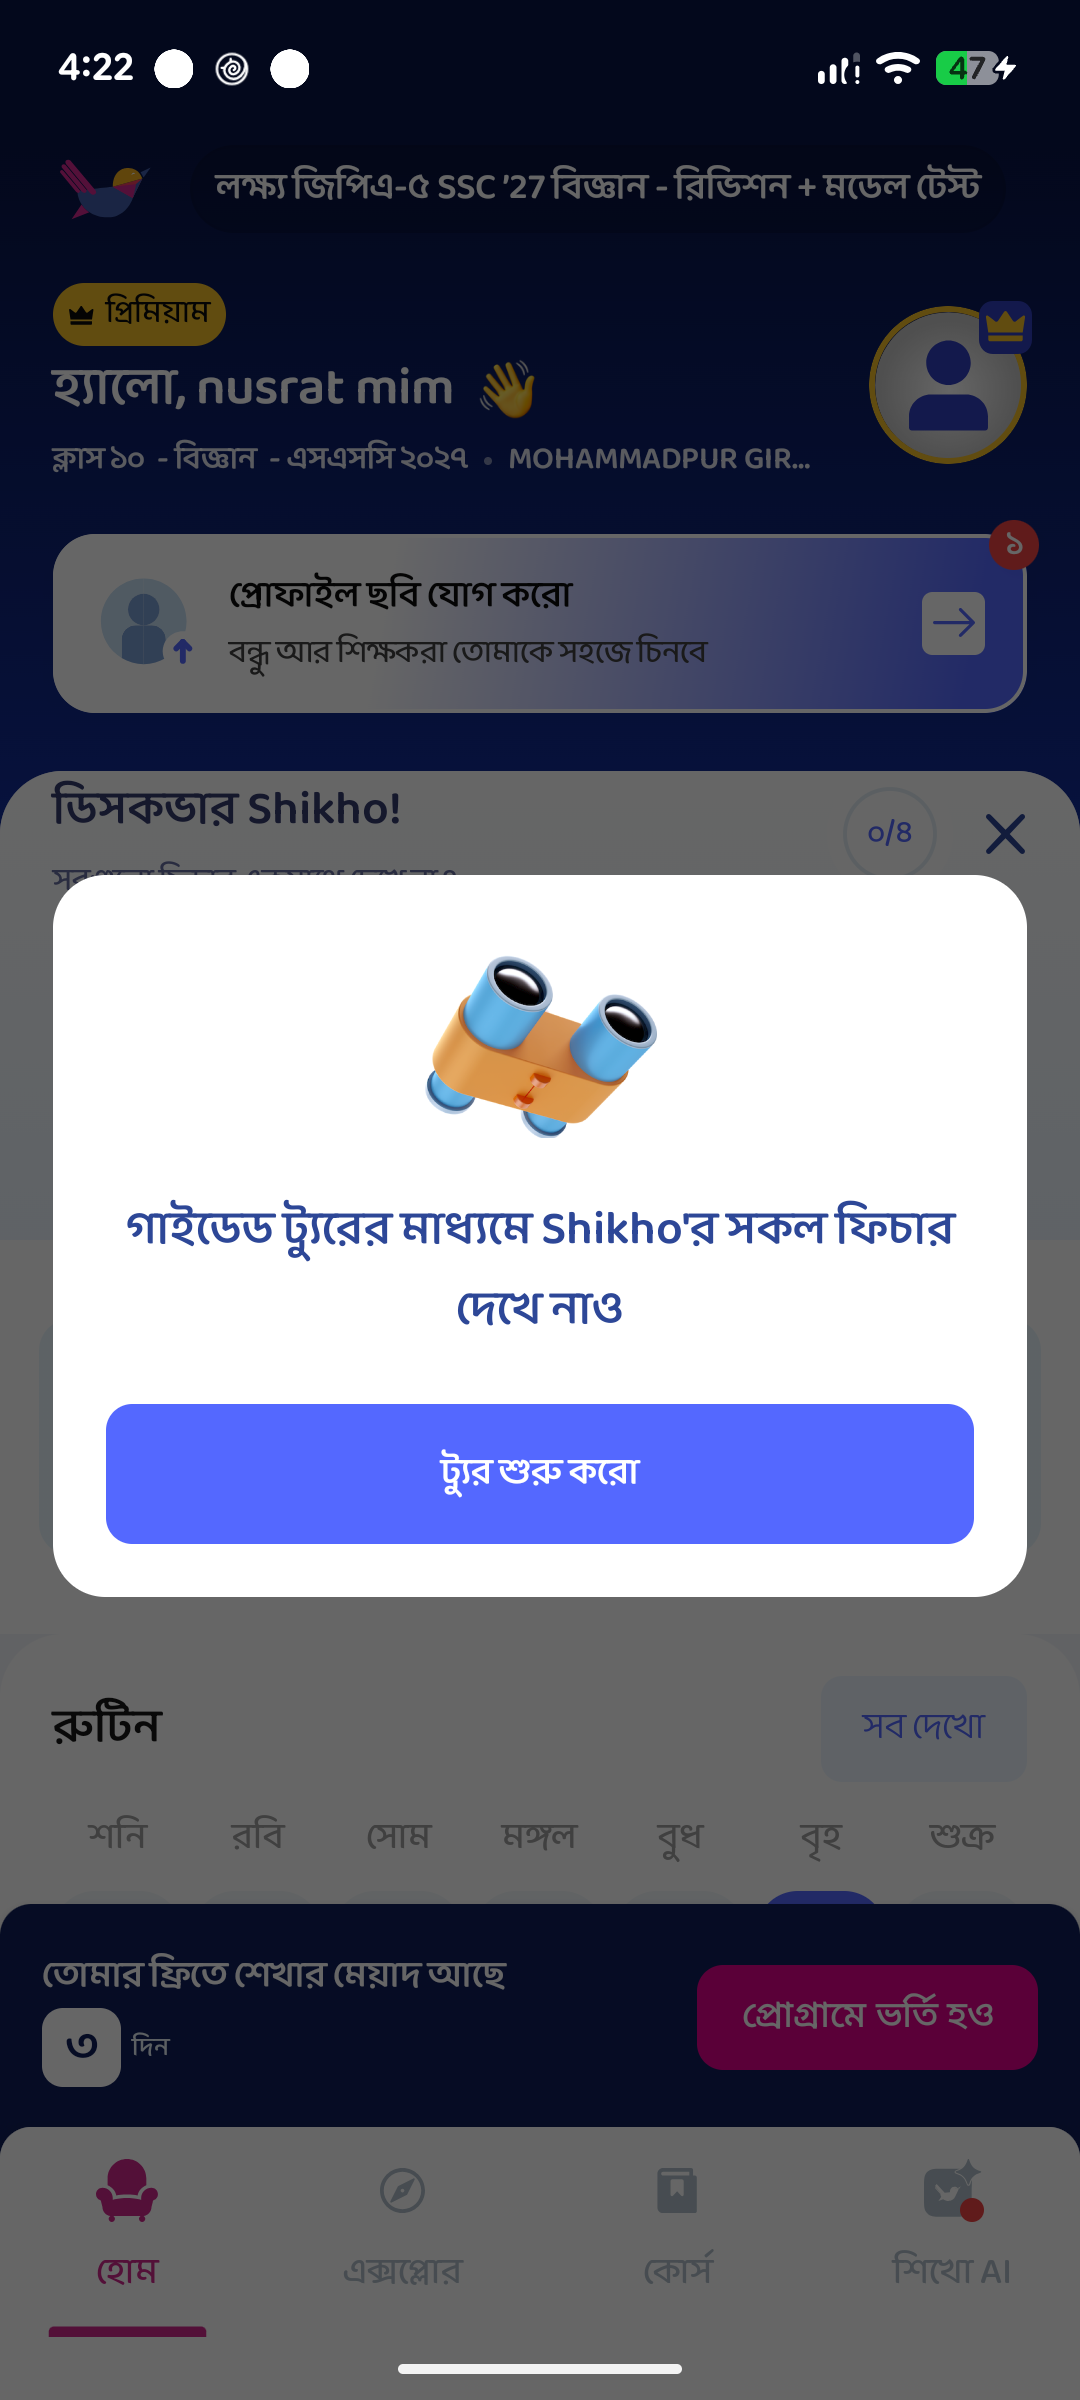 4:22
47
লক্ষ্য জিপিএ-৫ SSC ’27 বিজ্ঞান - রিভিশন + মডেল টেস্ট
প্রিমিয়াম
হ্যালো, nusrat mim 👋
ক্লাস ১০ - বিজ্ঞান - এসএসসি ২০২৭ • MOHAMMADPUR GIR...
১
প্রোফাইল ছবি যোগ করো
বন্ধু আর শিক্ষকরা তোমাকে সহজে চিনবে
ডিসকভার Shikho!
০/৪
গাইডেড ট্যুরের মাধ্যমে Shikho'র সকল ফিচার
দেখে নাও
ট্যুর শুরু করো
রুটিন
সব দেখো
শনি রবি সোম মঙ্গল বুধ বৃহ শুক্র
তোমার ফ্রিতে শেখার মেয়াদ আছে
৩ দিন
প্রোগ্রামে ভর্তি হও
হোম এক্সপ্লোর কোর্স শিখো AI